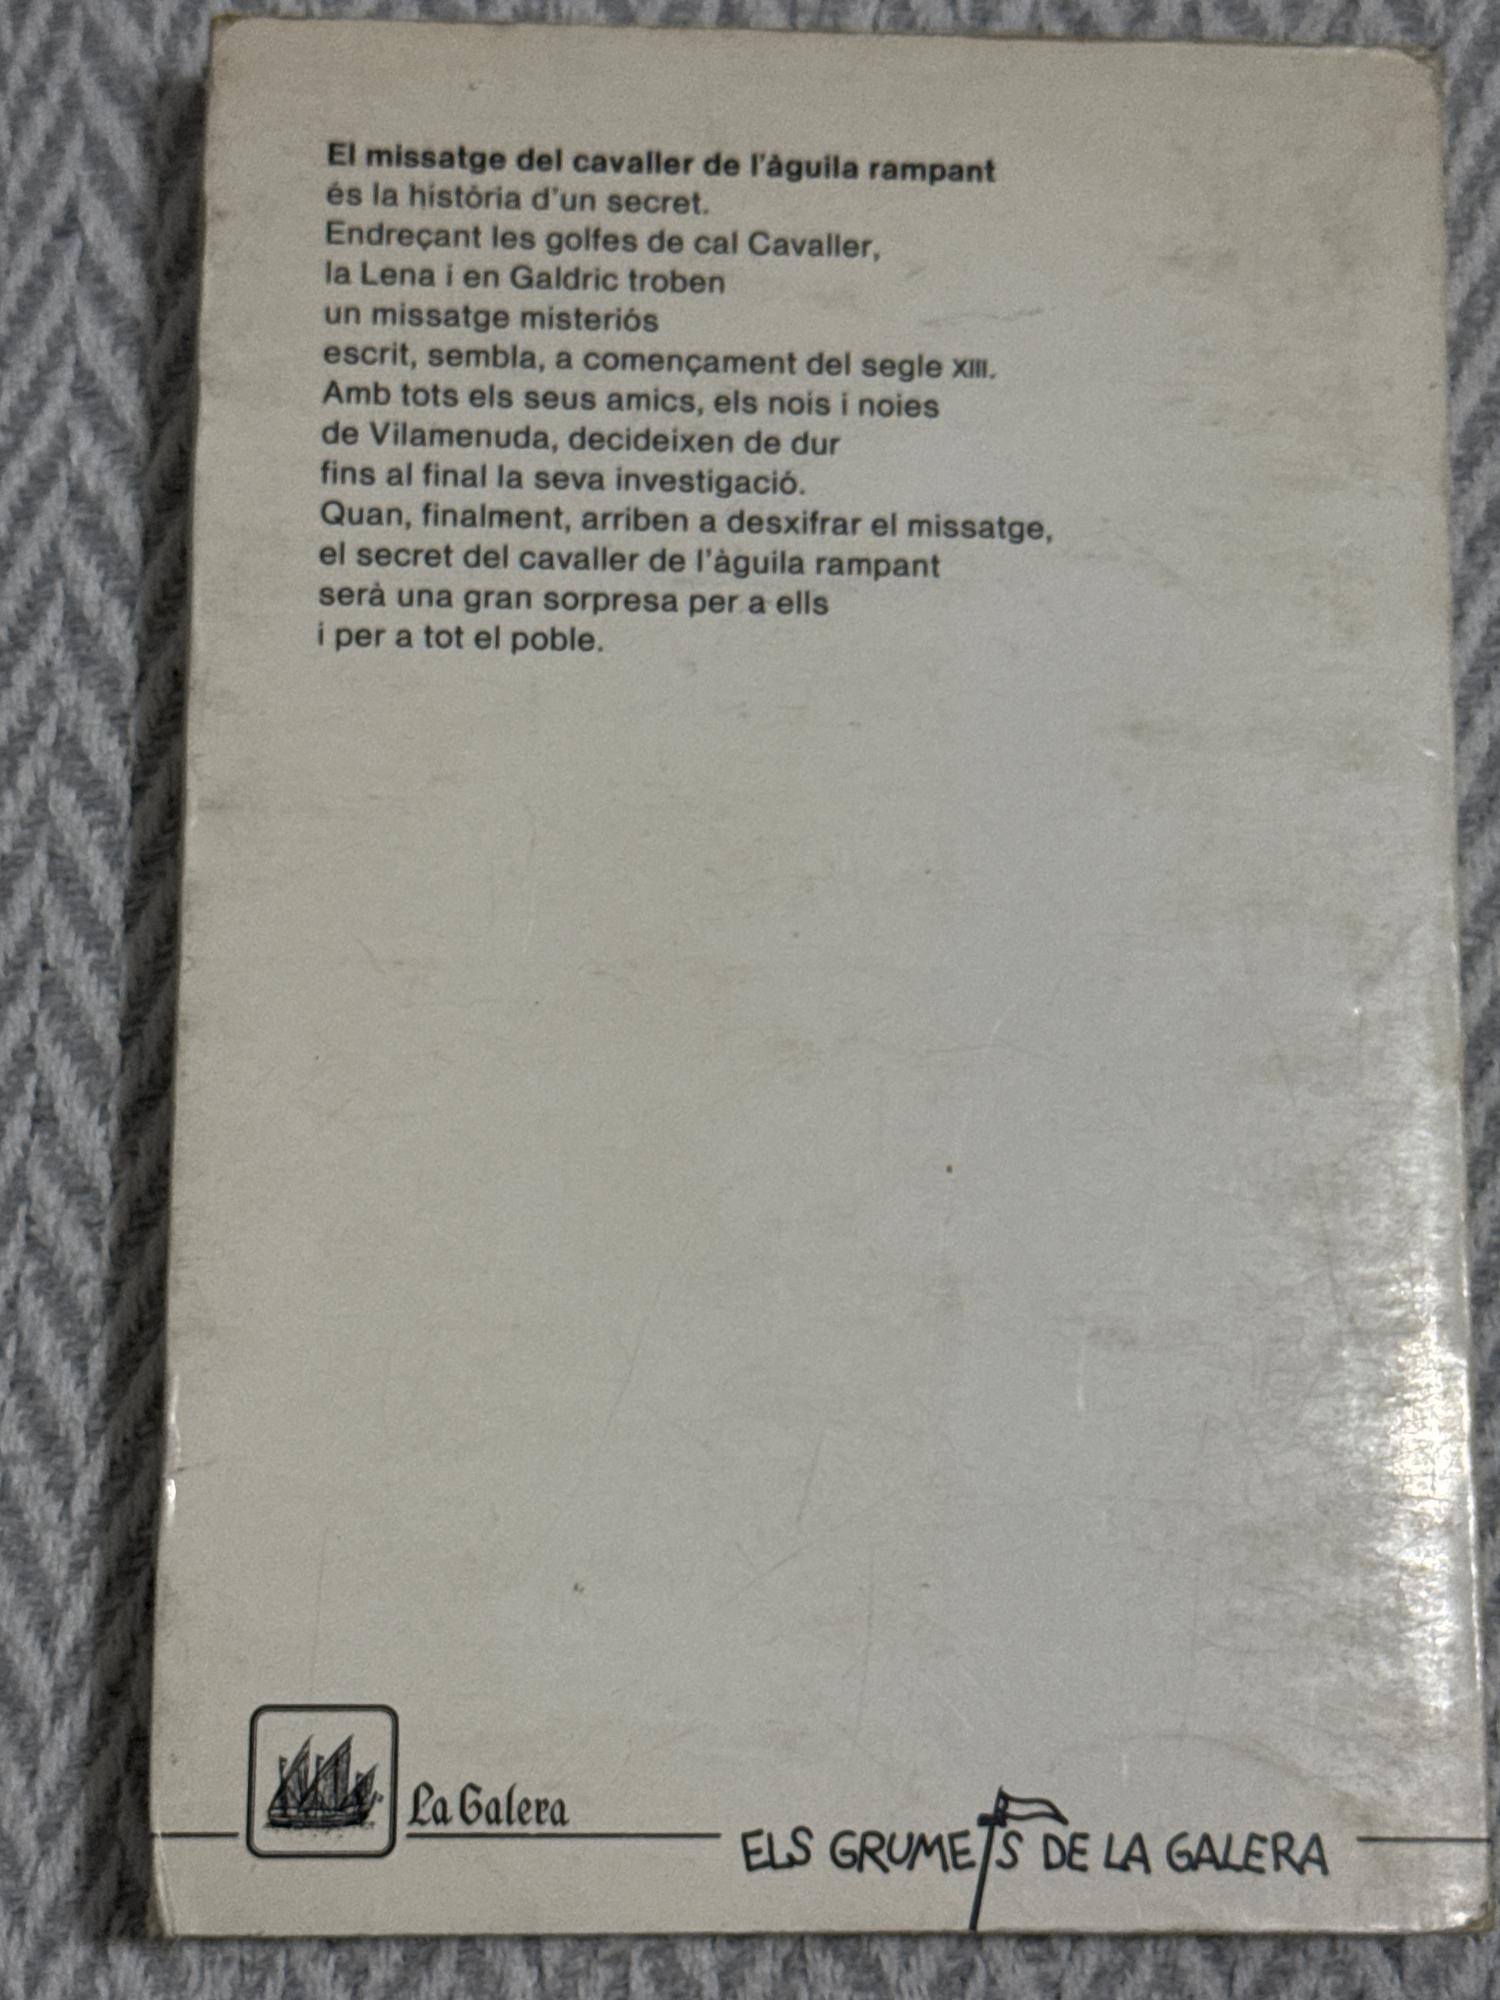 El missatge del cavaller de l'àguila rampant
és la història d'un secret.
Endreçant les golfes de cal Cavaller,
la Lena i en Galdric troben
un missatge misteriós
escrit, sembla, a començament del segle XIII.
Amb tots els seus amics, els nois i noies
de Vilamenuda, decideixen de dur
fins al final la seva investigació.
Quan, finalment, arriben a desxifrar el missatge,
el secret del cavaller de l'àguila rampant
serà una gran sorpresa per a ells
i per a tot el poble.
La Galera
ELS GRUMETS DE LA GALERA